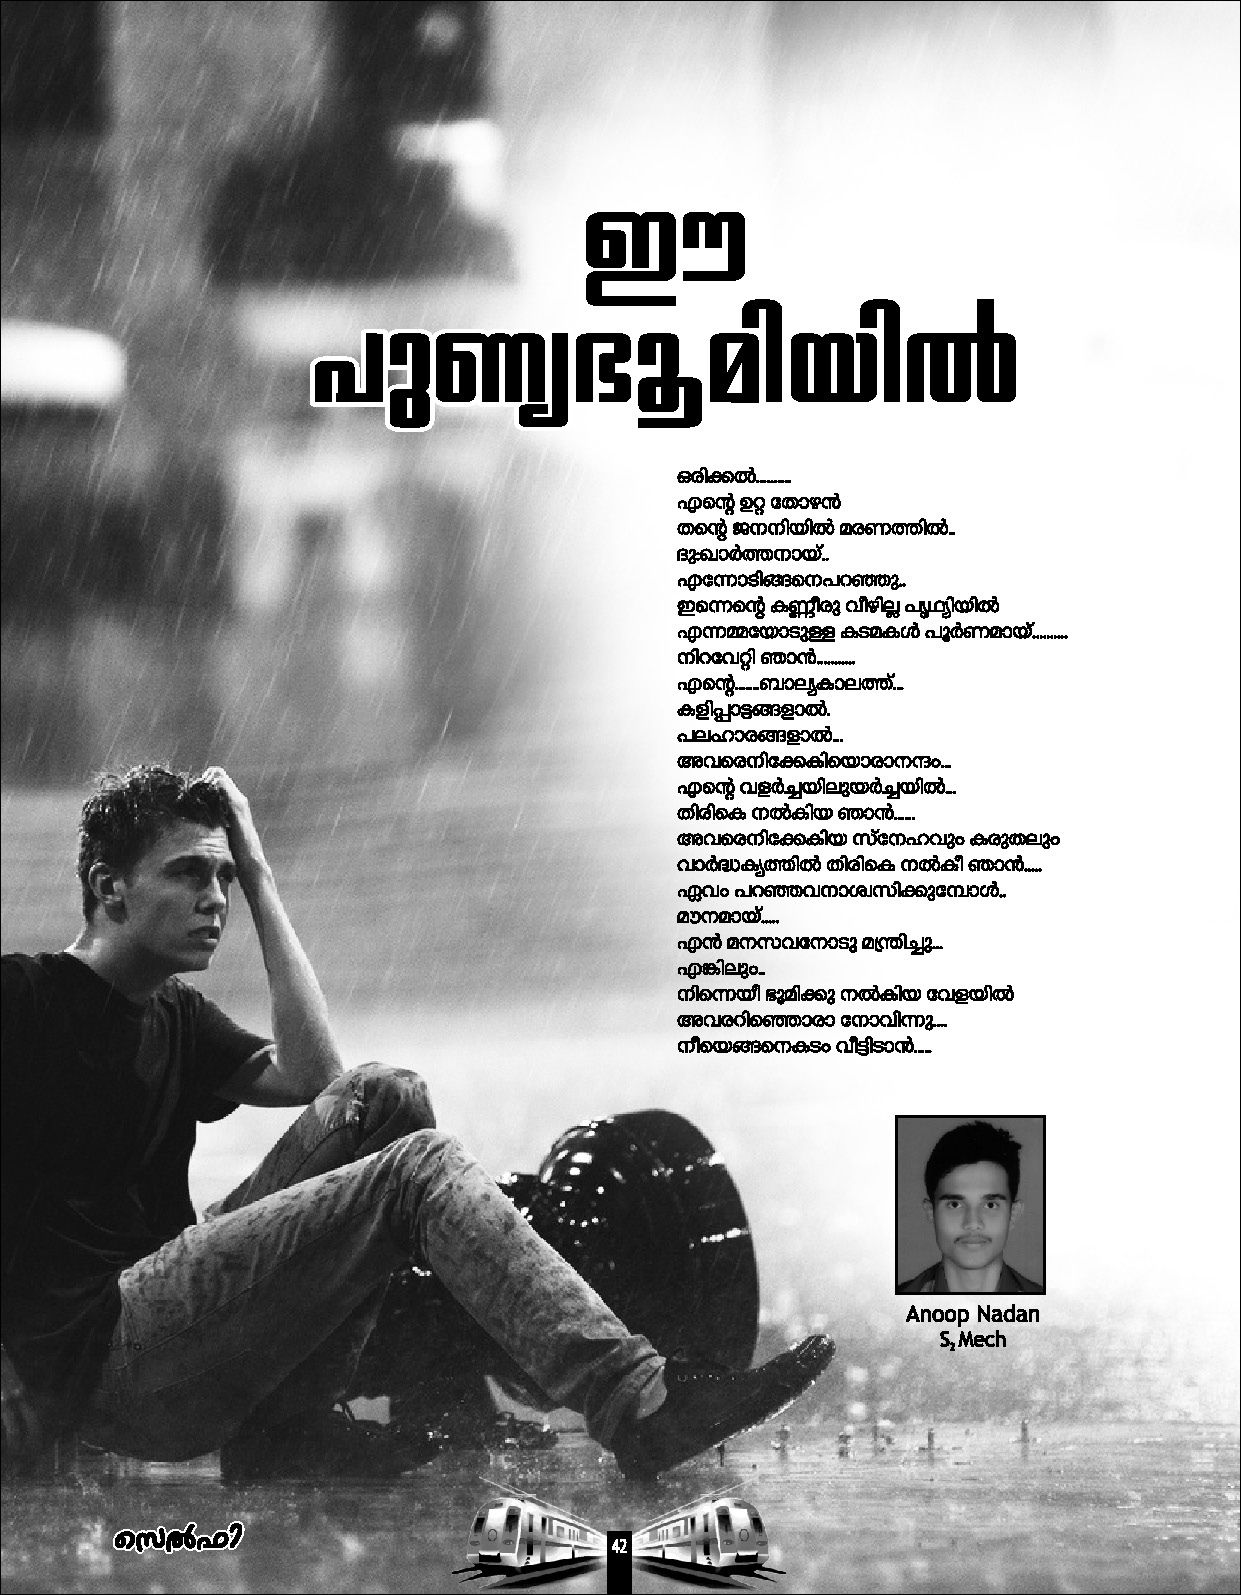 ഈ
പുണ്യഭൂമിയിൽ
ഒരിക്കൽ.........
എന്റെ ഉറ്റ തോഴൻ
തന്റെ ജനനിയിൽ മരണത്തിൽ..
ദുഃഖാർത്തനായ്..
എന്നോടിങ്ങനെപറഞ്ഞു..
ഇന്നെന്റെ കണ്ണീരു വീഴില്ല പൃഥ്വിയിൽ
എന്നമ്മയോടുള്ള കടമകൾ പൂർണമായ്..........
നിറവേറ്റി ഞാൻ...........
എന്റെ......ബാല്യകാലത്ത്...
കളിപ്പാട്ടങ്ങളാൽ.
പലഹാരങ്ങളാൽ...
അവരെനിക്കേകിയൊരാനന്ദം...
എന്റെ വളർച്ചയിലുയർച്ചയിൽ...
തിരികെ നൽകിയ ഞാൻ.....
അവരെനിക്കേകിയ സ്നേഹവും കരുതലും
വാർദ്ധക്യത്തിൽ തിരികെ നൽകീ ഞാൻ.....
ഏവം പറഞ്ഞവനാശ്വസിക്കുമ്പോൾ..
മൗനമായ്.....
എൻ മനസവനോടു മന്ത്രിച്ചു...
എങ്കിലും..
നിന്നെയീ ഭൂമിക്കു നൽകിയ വേളയിൽ
അവരറിഞ്ഞൊരാ നോവിന്നു....
നീയെങ്ങനെകടം വീട്ടിടാൻ.....
Anoop Nadan
S₂ Mech
സെൽഫി
42